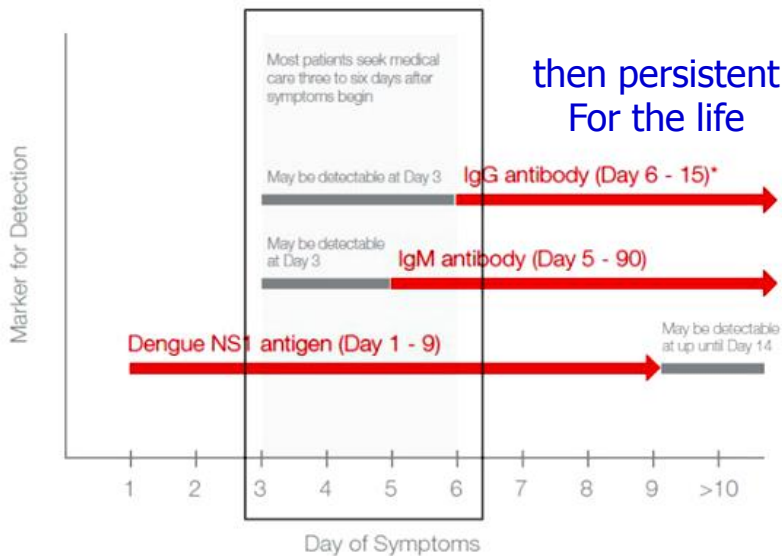 Most patients seek medical
care three to six days after
symptoms begin
then persistent
For the life
May be detectable at Day 3
IgG antibody (Day 6 - 15)*
May be detectable
at Day 3
IgM antibody (Day 5 - 90)
Dengue NS1 antigen (Day 1 - 9)
May be detectable
at up until Day 14
Marker for Detection
1 2 3 4 5 6 7 8 9 >10
Day of Symptoms